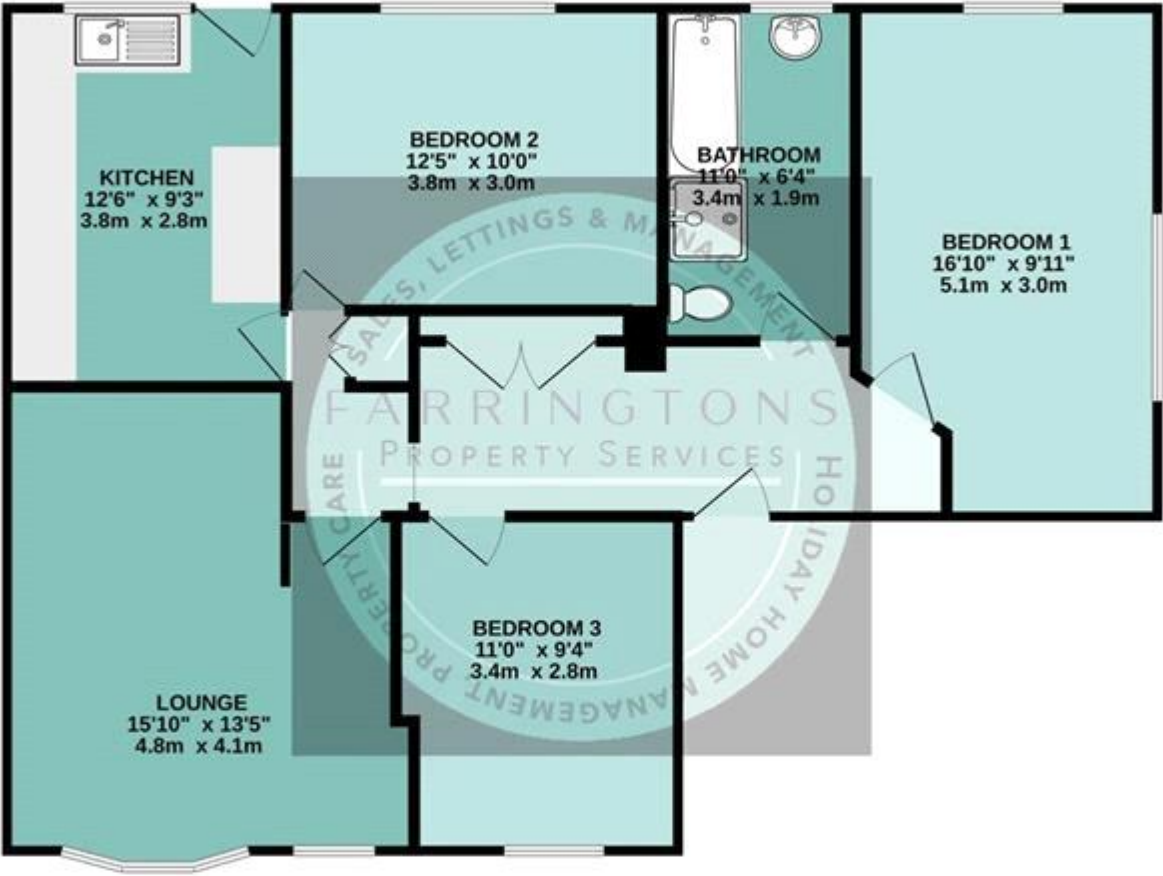 KITCHEN
12'6" x 9'3"
3.8m x 2.8m
BEDROOM 2
12'5" x 10'0"
3.8m x 3.0m
BATHROOM
11'0" x 6'4"
3.4m x 1.9m
BEDROOM 1
16'10" x 9'11"
5.1m x 3.0m
SALES, LETTINGS & MANAGEMENT
FARRINGTONS
PROPERTY SERVICES
HOLIDAY HOME MANAGEMENT PROPERTY CARE
BEDROOM 3
11'0" x 9'4"
3.4m x 2.8m
LOUNGE
15'10" x 13'5"
4.8m x 4.1m